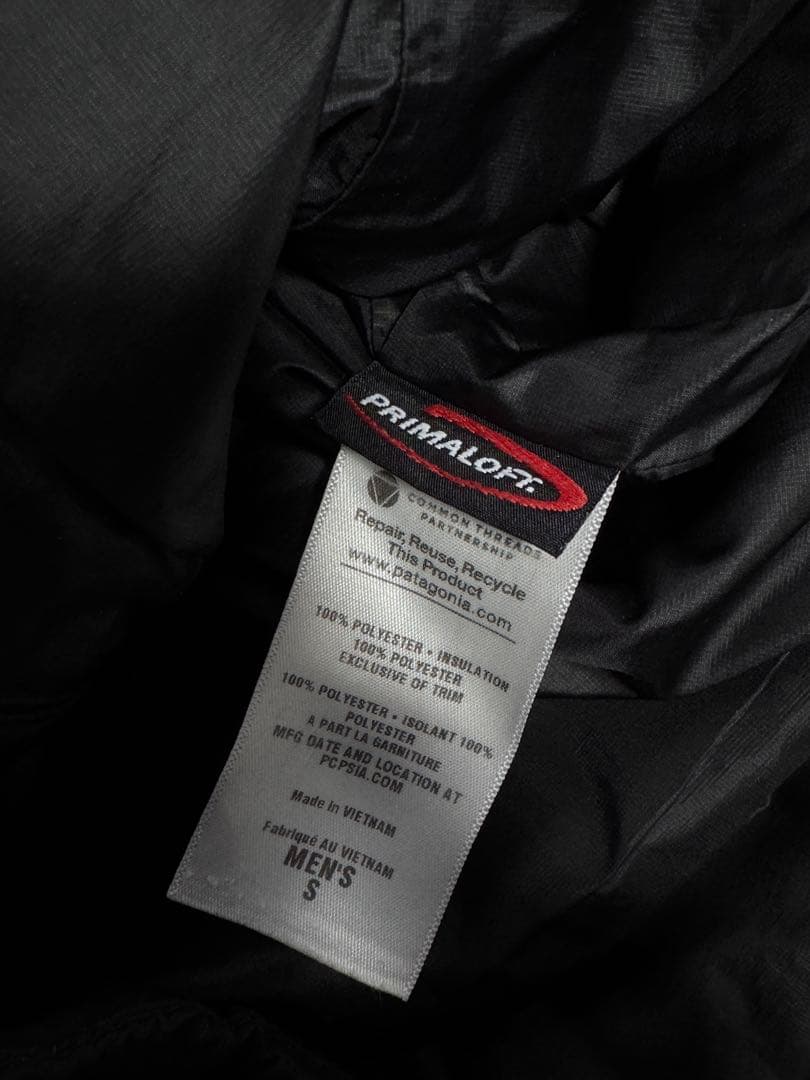 PRIMALOFT.
COMMON THREADS
PARTNERSHIP
Repair, Reuse, Recycle
This Product
www.patagonia.com
100% POLYESTER • INSULATION
100% POLYESTER
EXCLUSIVE OF TRIM
100% POLYESTER • ISOLANT 100%
POLYESTER
A PART LA GARNITURE
MFG DATE AND LOCATION AT
PCPSIA.COM
Made in VIETNAM
Fabriqué AU VIETNAM
MEN'S
S